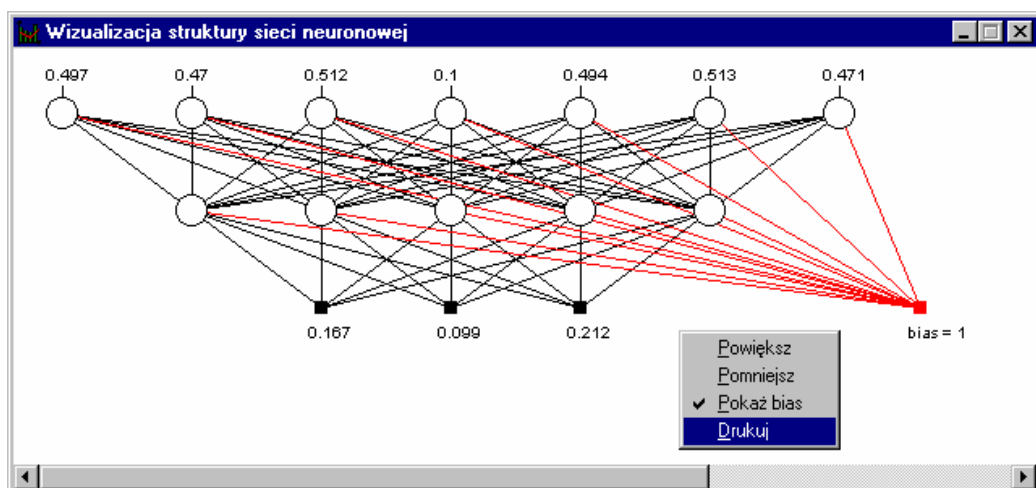 Wizualizacja struktury sieci neuronowej
0.497 0.47 0.512 0.1 0.494 0.513 0.471
0.167 0.099 0.212 bias = 1
Powiększ
Pomniejsz
Pokaż bias
Drukuj